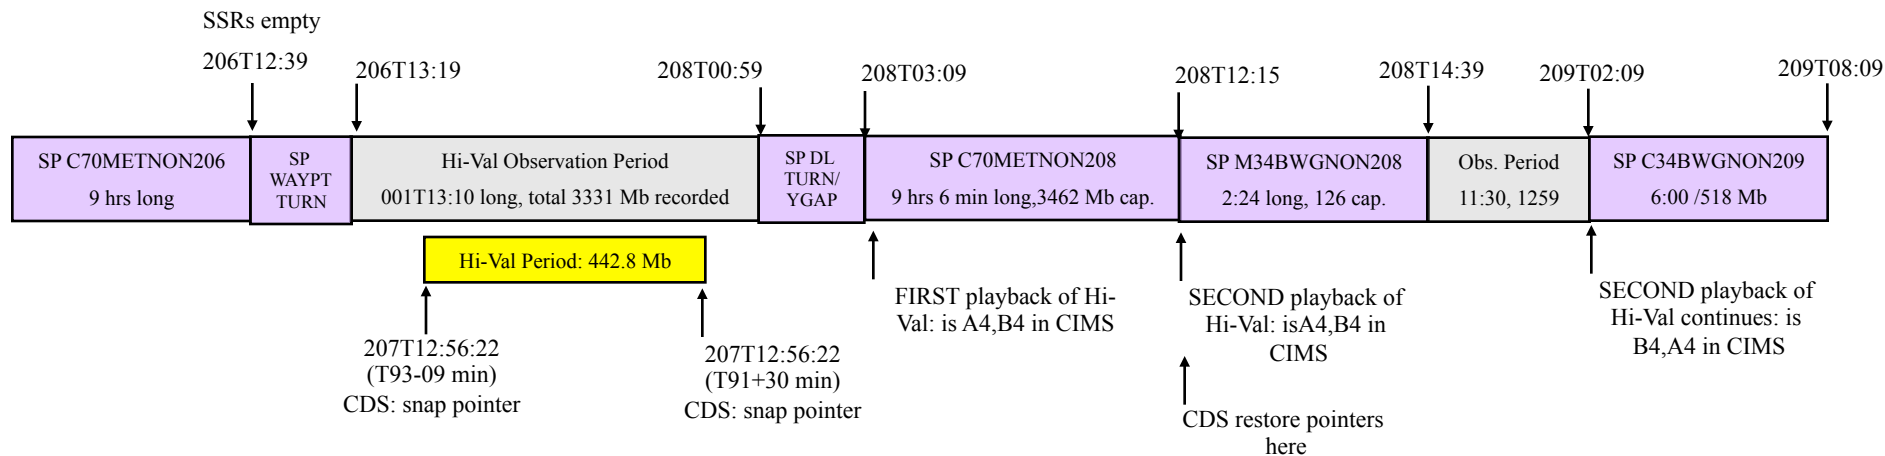 SSRs empty
206T12:39
206T13:19
208T00:59
208T03:09
208T12:15
208T14:39
209T02:09
209T08:09
SP C70METNON206
9 hrs long
SP
WAYPT
TURN
Hi-Val Observation Period
001T13:10 long, total 3331 Mb recorded
SP DL
TURN/
YGAP
SP C70METNON208
9 hrs 6 min long,3462 Mb cap.
SP M34BWGNON208
2:24 long, 126 cap.
Obs. Period
11:30, 1259
SP C34BWGNON209
6:00 /518 Mb
Hi-Val Period: 442.8 Mb
207T12:56:22
(T93-09 min)
CDS: snap pointer
207T12:56:22
(T91+30 min)
CDS: snap pointer
FIRST playback of Hi-
Val: is A4,B4 in CIMS
SECOND playback of
Hi-Val: isA4,B4 in
CIMS
CDS restore pointers
here
SECOND playback of
Hi-Val continues: is
B4,A4 in CIMS